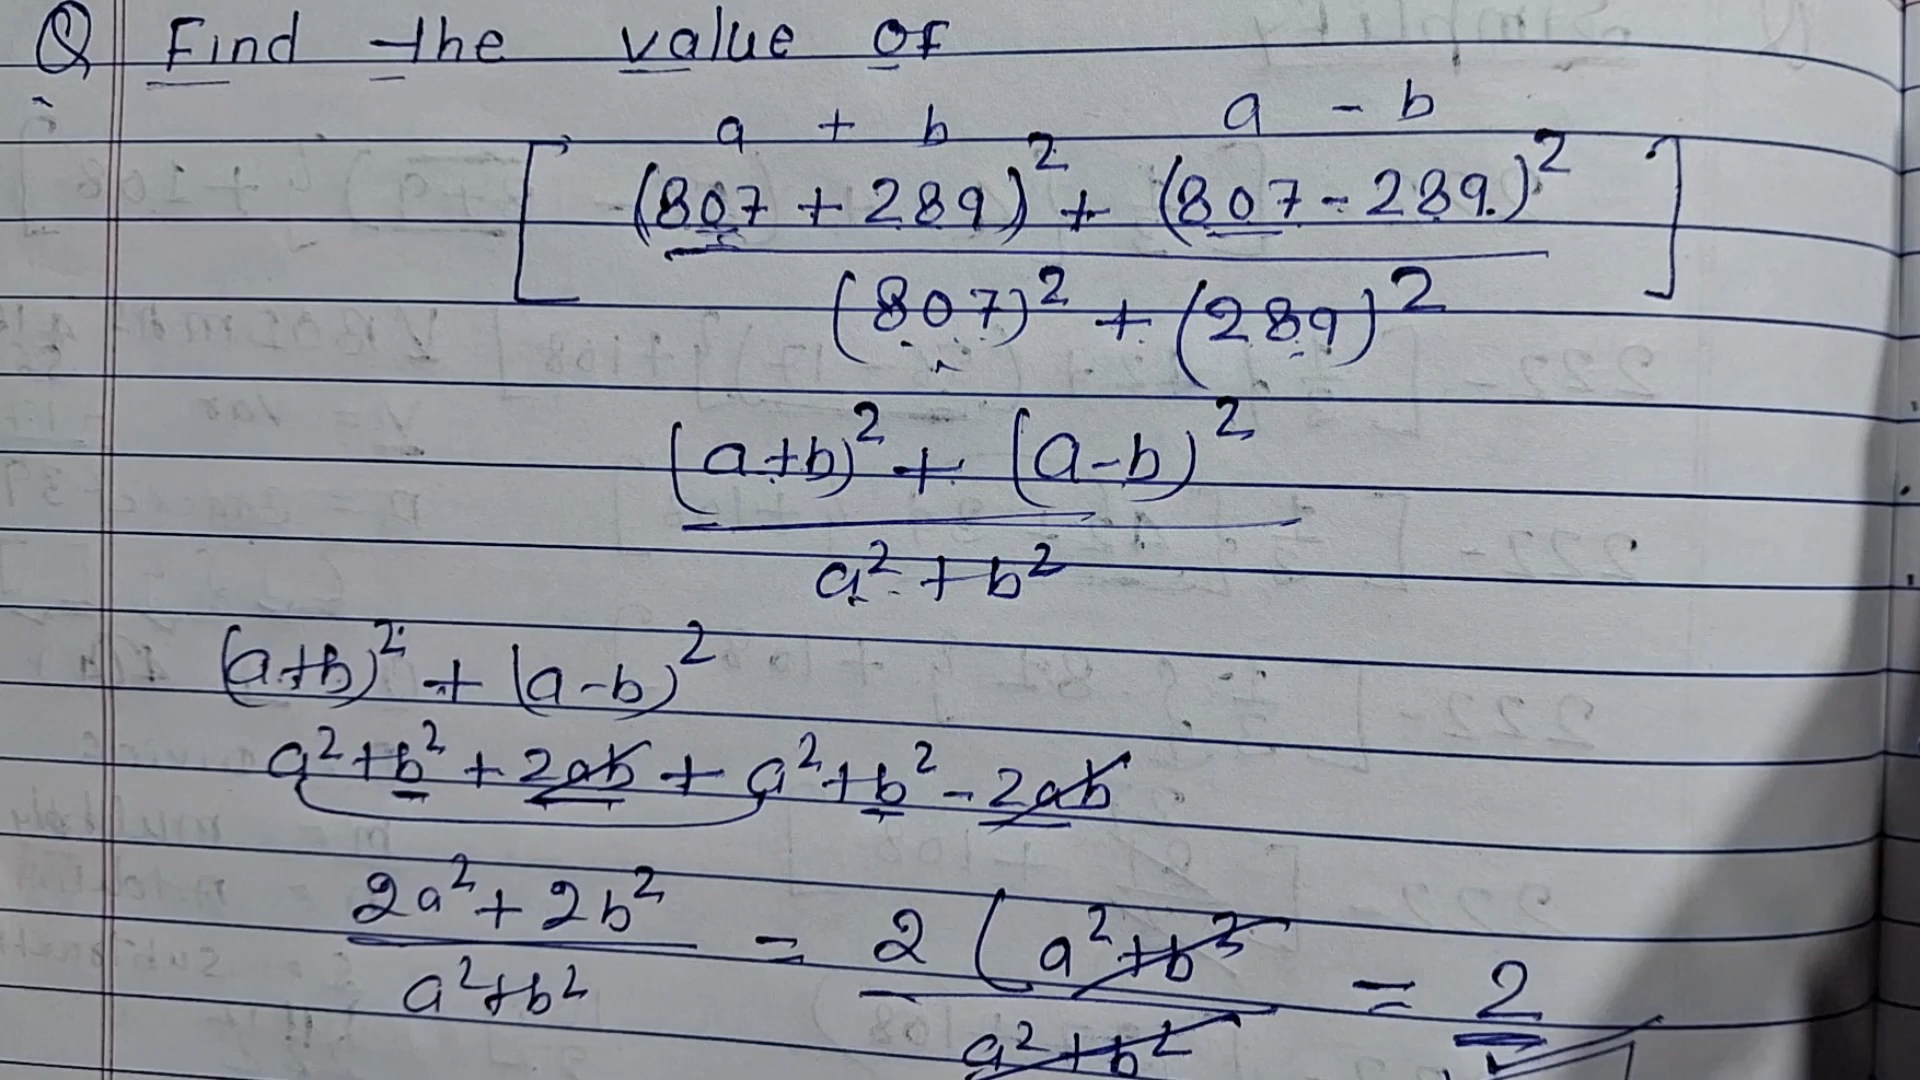 Q Find the value of
a + b a - b
[ (807 + 289)² + (807 - 289)² ]
(807)² + (289)²
(a+b)² + (a-b)²
a² + b²
(a+b)² + (a-b)²
a² + b² + 2ab + a² + b² - 2ab
2a² + 2b² = 2 (a² + b² = 2
a² + b² a² + b²